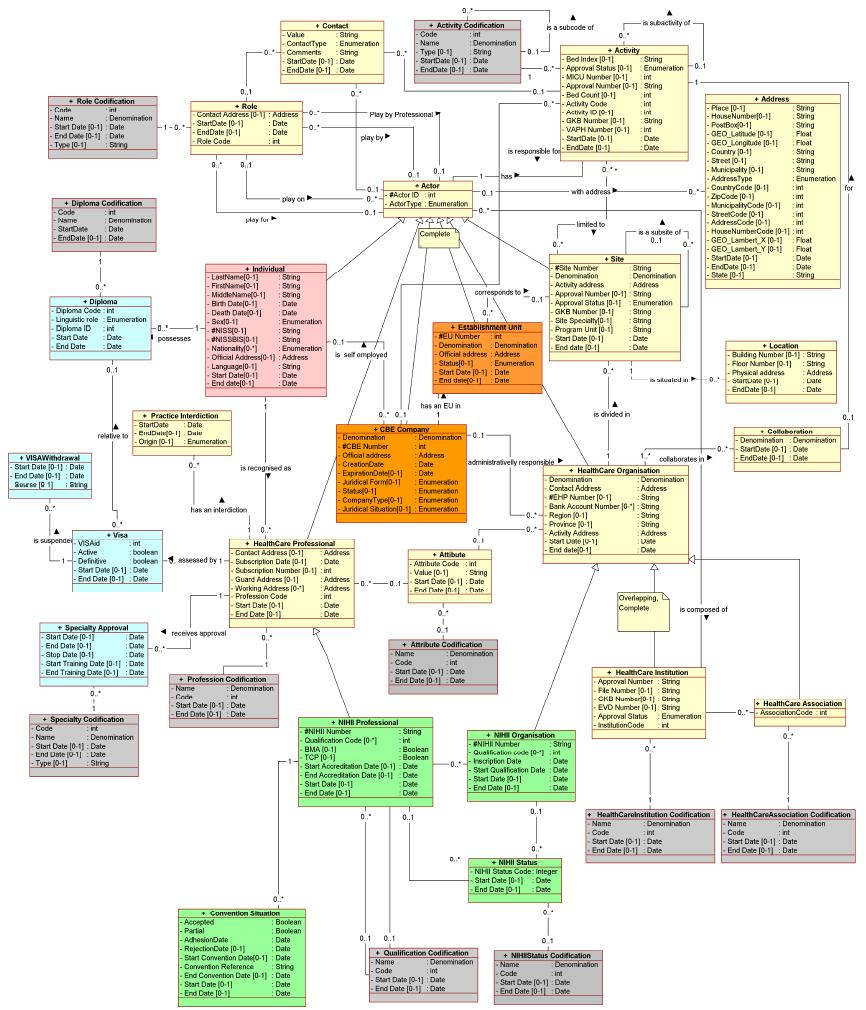 + Contact
- Value : String
- ContactType : Enumeration
- Comments : String
- StartDate [0-1] : Date
- EndDate [0-1] : Date
+ Activity Codification
- Code : int
- Name : Denomination
- Type [0-1] : String
- StartDate [0-1] : Date
- EndDate [0-1] : Date
is a subcode of
is subactivity of
+ Activity
- Bed Index [0-1] : String
- Approval Status [0-1] : Enumeration
- MICU Number [0-1] : int
- Approval Number [0-1] : String
- Bed Count [0-1] : int
- Activity Code : int
- Activity ID [0-1] : int
- GKB Number [0-1] : String
- VAPH Number [0-1] : int
- StartDate [0-1] : Date
- EndDate [0-1] : Date
+ Address
- Place [0-1] : String
- HouseNumber[0-1] : String
- PostBox[0-1] : String
- GEO_Latitude [0-1] : Float
- GEO_Longitude [0-1] : Float
- Country [0-1] : String
- Street [0-1] : String
- Municipality [0-1] : String
- AddressType : Enumeration
- CountryCode [0-1] : int
- ZipCode [0-1] : int
- MunicipalityCode [0-1] : int
- StreetCode [0-1] : int
- AddressCode [0-1] : int
- HouseNumberCode [0-1] : int
- GEO_Lambert_X [0-1] : Float
- GEO_Lambert_Y [0-1] : Float
- StartDate [0-1] : Date
- EndDate [0-1] : Date
- State [0-1] : String
for
+ Role Codification
- Code : int
- Name : Denomination
- Start Date [0-1] : Date
- End Date [0-1] : Date
- Type [0-1] : String
1
0..*
+ Role
- Contact Address [0-1] : Address
- StartDate [0-1] : Date
- EndDate [0-1] : Date
- Role Code : int
Play by Professional
play by
play on
play for
is responsible for
has
with address
+ Actor
- #Actor ID : int
- ActorType : Enumeration
Complete
limited to
is a subsite of
+ Diploma Codification
- Code : int
- Name : Denomination
- StartDate : Date
- EndDate [0-1] : Date
+ Site
- #Site Number : String
- Denomination : Denomination
- Activity address : Address
- Approval Number [0-1] : String
- Approval Status [0-1] : Enumeration
- GKB Number [0-1] : String
- Site Specialty[0-1] : String
- Program Unit [0-1] : String
- Start Date : Date
- End date [0-1] : Date
corresponds to
+ Individual
- LastName[0-1] : String
- FirstName[0-1] : String
- MiddleName[0-1] : String
- Birth Date[0-1] : Date
- Death Date[0-1] : Date
- Sex[0-1] : Enumeration
- #NISS[0-1] : String
- #NISSBIS[0-1] : String
- Nationality[0-*] : Enumeration
- Official Address[0-1] : Address
- Language[0-1] : String
- Start Date[0-1] : Date
- End date[0-1] : Date
+ Diploma
- Diploma Code : int
- Linguistic role : Enumeration
- Diploma ID : int
- Start Date : Date
- End Date : Date
possesses
+ Establishment Unit
- #EU Number : int
- Denomination : Denomination
- Official address : Address
- Status[0-1] : Enumeration
- Start Date [0-1] : Date
- End date[0-1] : Date
is self employed
has an EU in
is situated in
+ Location
- Building Number [0-1] : String
- Floor Number [0-1] : String
- Physical address : Address
- StartDate [0-1] : Date
- EndDate [0-1] : Date
+ Practice Interdiction
- StartDate : Date
- EndDate[0-1] : Date
- Origin [0-1] : Enumeration
relative to
is divided in
+ CBE Company
- Denomination : Denomination
- #CBE Number : int
- Official address : Address
- CreationDate : Date
- ExpirationDate[0-1] : Date
- Juridical Form[0-1] : Enumeration
- Status[0-1] : Enumeration
- CompanyType[0-1] : Enumeration
- Juridical Situation[0-1] : Enumeration
+ Collaboration
- Denomination : Denomination
- StartDate [0-1] : Date
- EndDate [0-1] : Date
collaborates in
administrativelly responsible
+ VISAWithdrawal
- Start Date [0-1] : Date
- End Date [0-1] : Date
- Source [0-1] : String
is recognised as
+ HealthCare Organisation
- Denomination : Denomination
- Contact Address : Address
- #EHP Number [0-1] : String
- Bank Account Number [0-*] : String
- Region [0-1] : String
- Province [0-1] : String
- Activity Address : Address
- Start Date [0-1] : Date
- End date[0-1] : Date
has an interdiction
is suspended
+ Visa
- VISAid : int
- Active : boolean
- Definitive : boolean
- Start Date [0-1] : Date
- End Date [0-1] : Date
assessed by
+ HealthCare Professional
- Contact Address [0-1] : Address
- Subscription Date [0-1] : Date
- Subscription Number [0-1] : int
- Guard Address [0-1] : Address
- Working Address [0-*] : Address
- Profession Code : int
- Start Date [0-1] : Date
- End Date [0-1] : Date
+ Attibute
- Attribute Code : int
- Value [0-1] : String
- Start Date [0-1] : Date
- End Date [0-1] : Date
Overlapping,
Complete
is composed of
receives approval
+ Specialty Approval
- Start Date [0-1] : Date
- End Date [0-1] : Date
- Stop Date [0-1] : Date
- Start Training Date [0-1] : Date
- End Training Date [0-1] : Date
+ Attribute Codification
- Name : Denomination
- Code : int
- Start Date [0-1] : Date
- End Date [0-1] : Date
+ Profession Codification
- Name : Denomination
- Code : int
- Start Date [0-1] : Date
- End Date [0-1] : Date
+ HealthCare Institution
- Approval Number : String
- File Number [0-1] : String
- GKB Number[0-1] : String
- EVD Number [0-1] : String
- Approval Status : Enumeration
- InstitutionCode : int
+ HealthCare Association
- AssociationCode : int
+ Specialty Codification
- Code : int
- Name : Denomination
- Start Date [0-1] : Date
- End Date [0-1] : Date
- Type [0-1] : String
+ NIHII Professional
- #NIHII Number : String
- Qualification Code [0-*] : int
- BMA [0-1] : Boolean
- TCP [0-1] : Boolean
- Start Accreditation Date [0-1] : Date
- End Accreditation Date [0-1] : Date
- Start Date [0-1] : Date
- End Date [0-1] : Date
+ NIHII Organisation
- #NIHII Number : String
- Qualification code [0-*] : int
- Inscription Date : Date
- Start Qualification Date : Date
- Start Date [0-1] : Date
- End Date [0-1] : Date
+ HealthCareInstitution Codification
- Name : Denomination
- Code : int
- Start Date [0-1] : Date
- End Date [0-1] : Date
+ HealthCareAssociation Codification
- Name : Denomination
- Code : int
- Start Date [0-1] : Date
- End Date [0-1] : Date
+ NIHII Status
- NIHII Status Code : Integer
- Start Date [0-1] : Date
- End Date [0-1] : Date
+ Convention Situation
- Accepted : Boolean
- Partial : Boolean
- AdhesionDate : Date
- RejectionDate [0-1] : Date
- Start Convention Date[0-1] : Date
- Convention Reference : String
- End Convention Date [0-1] : Date
- Start Date [0-1] : Date
- End Date [0-1] : Date
+ Qualification Codification
- Name : Denomination
- Code : int
- Start Date [0-1] : Date
- End Date [0-1] : Date
+ NIHIIStatus Codification
- Name : Denomination
- Code : int
- Start Date [0-1] : Date
- End Date [0-1] : Date